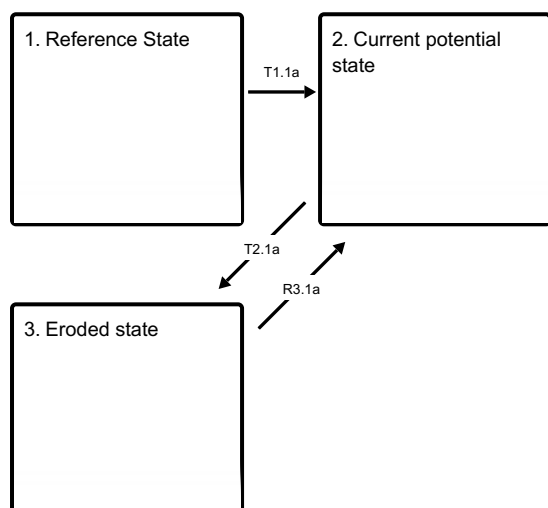 1. Reference State
2. Current potential
state
T1.1a
T2.1a
R3.1a
3. Eroded state